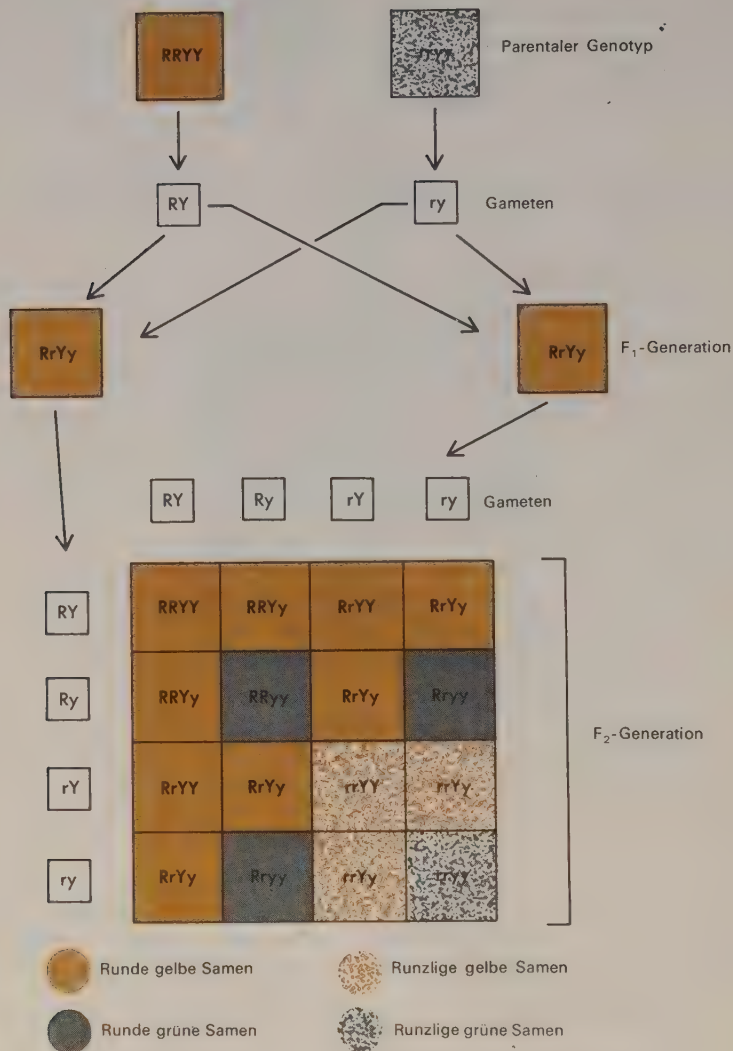 RRYY
rryy
Parentaler Genotyp
RY
ry
Gameten
RrYy
RrYy
F₁-Generation
RY
Ry
rY
ry
Gameten
RY
RRYY
RRYy
RrYY
RrYy
Ry
RRYy
RRyy
RrYy
Rryy
F₂-Generation
rY
RrYY
RrYy
rrYY
rrYy
ry
RrYy
Rryy
rrYy
rryy
Runde gelbe Samen
Runzlige gelbe Samen
Runde grüne Samen
Runzlige grüne Samen